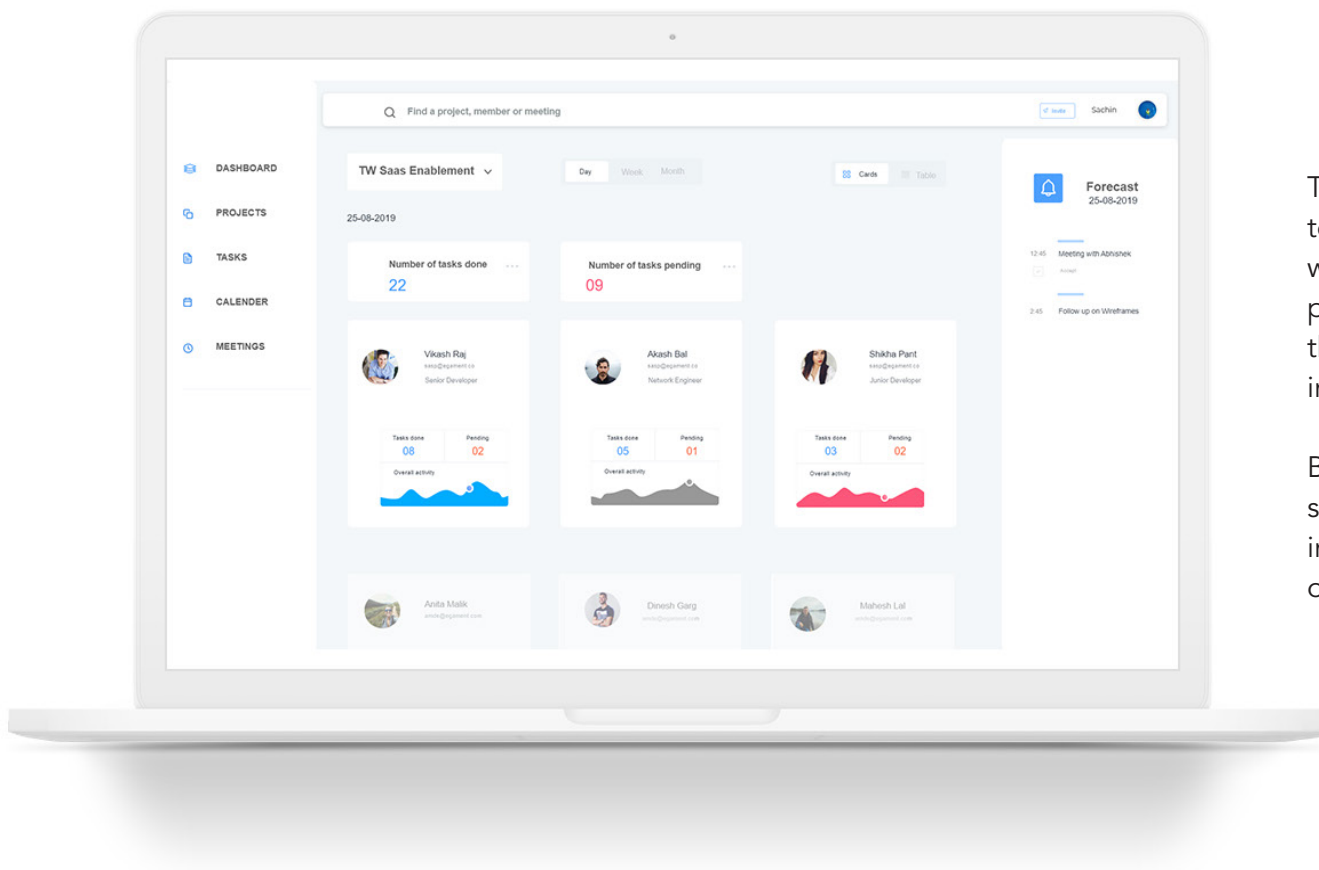 Find a project, member or meeting
Invite
Sachin
DASHBOARD
PROJECTS
TASKS
CALENDER
MEETINGS
TW Saas Enablement
Day
Week
Month
Cards
Table
25-08-2019
Number of tasks done
22
Number of tasks pending
09
Vikash Raj
Senior Developer
Tasks done
Pending
08
02
Overall activity
Akash Bal
Network Engineer
Tasks done
Pending
05
01
Overall activity
Shikha Pant
Junior Developer
Tasks done
Pending
03
02
Overall activity
Anita Malik
Dinesh Garg
Mahesh Lal
Forecast
25-08-2019
12:45
Meeting with Abhishek
Accept
2:45
Follow up on Wireframes